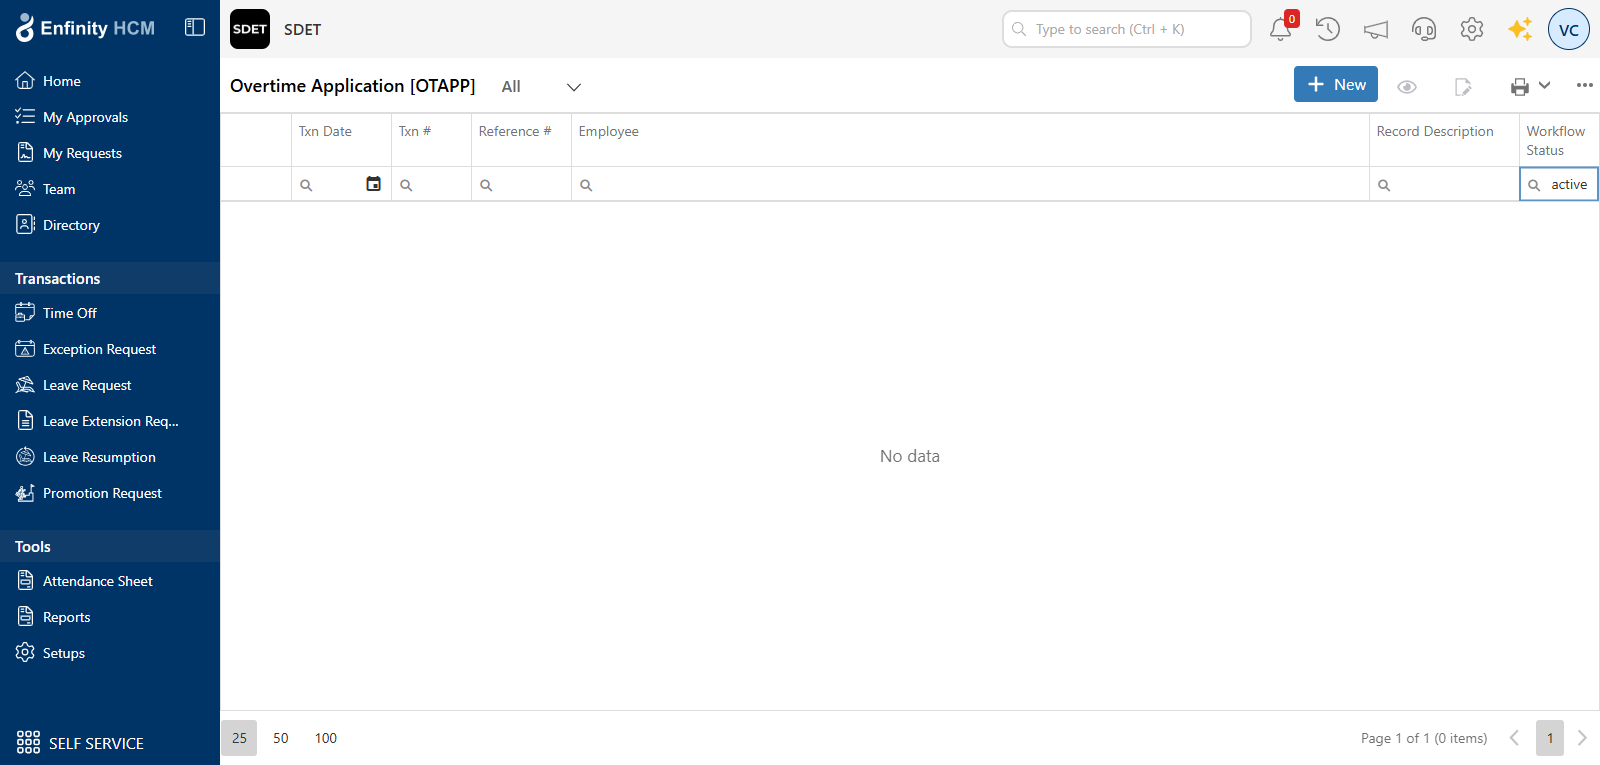 Enfinity HCM
SDET
SDET
Type to search (Ctrl + K)
0
VC
Home
My Approvals
My Requests
Team
Directory
Transactions
Time Off
Exception Request
Leave Request
Leave Extension Req...
Leave Resumption
Promotion Request
Tools
Attendance Sheet
Reports
Setups
SELF SERVICE
Overtime Application [OTAPP]
All
New
Txn Date
Txn #
Reference #
Employee
Record Description
Workflow
Status
active
No data
25
50
100
Page 1 of 1 (0 items)
1